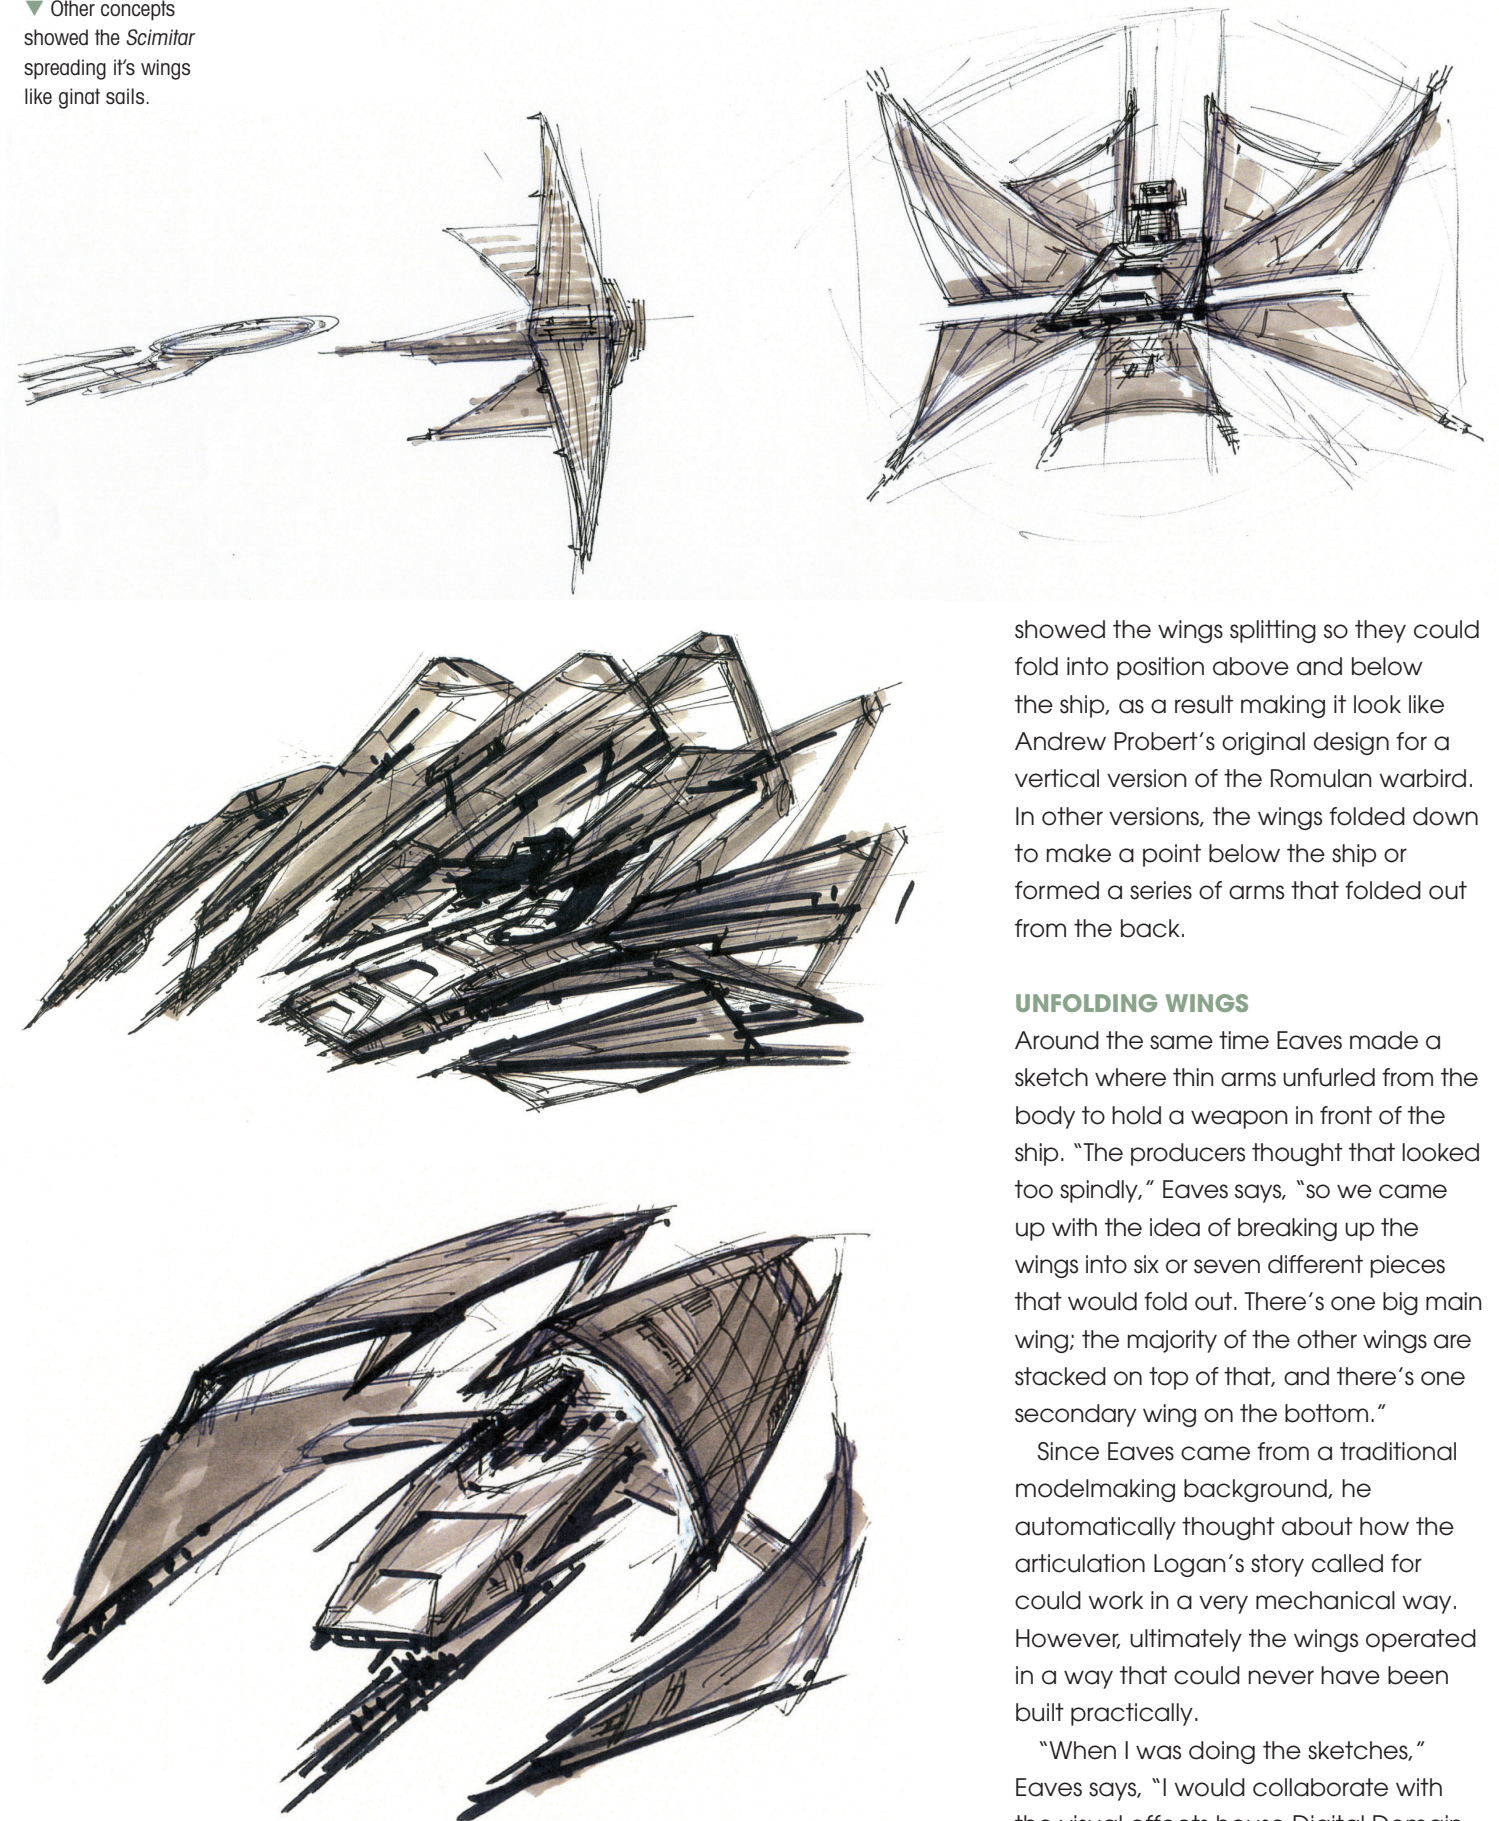 ▼ Other concepts
showed the Scimitar
spreading it's wings
like ginat sails.
showed the wings splitting so they could
fold into position above and below
the ship, as a result making it look like
Andrew Probert's original design for a
vertical version of the Romulan warbird.
In other versions, the wings folded down
to make a point below the ship or
formed a series of arms that folded out
from the back.
UNFOLDING WINGS
Around the same time Eaves made a
sketch where thin arms unfurled from the
body to hold a weapon in front of the
ship. “The producers thought that looked
too spindly,” Eaves says, “so we came
up with the idea of breaking up the
wings into six or seven different pieces
that would fold out. There's one big main
wing; the majority of the other wings are
stacked on top of that, and there's one
secondary wing on the bottom.”
Since Eaves came from a traditional
modelmaking background, he
automatically thought about how the
articulation Logan's story called for
could work in a very mechanical way.
However, ultimately the wings operated
in a way that could never have been
built practically.
“When I was doing the sketches,”
Eaves says, “I would collaborate with
the visual effects house Digital Domain